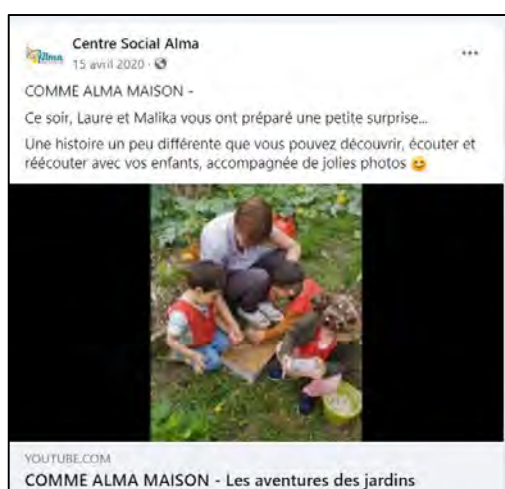 Alma
Centre Social Alma
15 avril 2020 ·
COMME ALMA MAISON -
Ce soir, Laure et Malika vous ont préparé une petite surprise...
Une histoire un peu différente que vous pouvez découvrir, écouter et
réécouter avec vos enfants, accompagnée de jolies photos 😊
YOUTUBE.COM
COMME ALMA MAISON - Les aventures des jardins